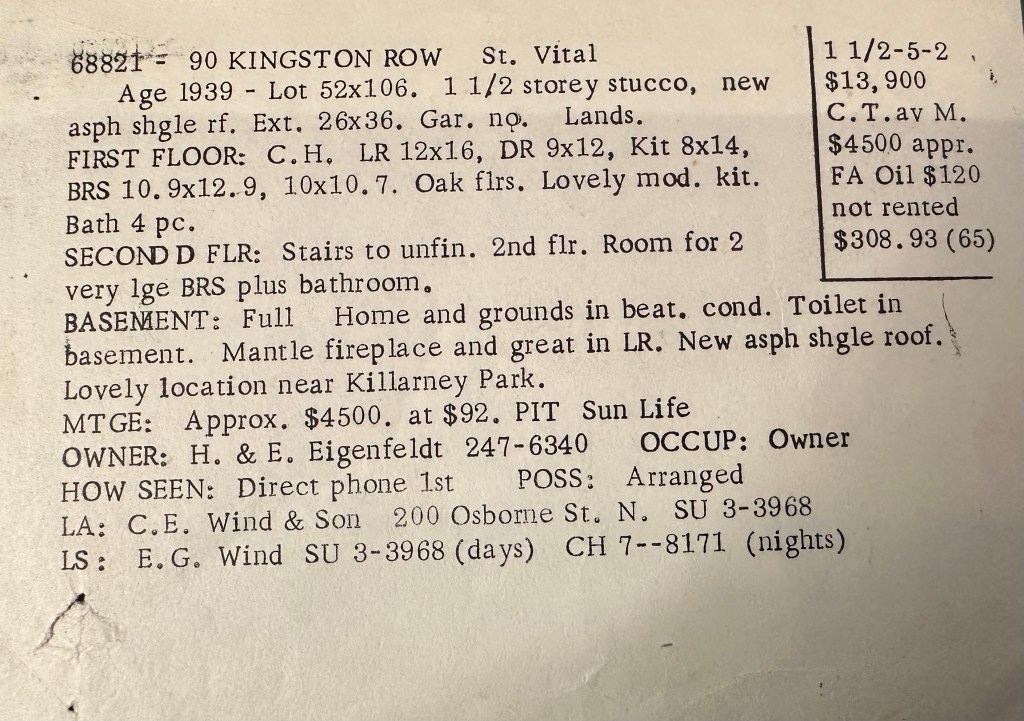 68821 - 90 KINGSTON ROW St. Vital
Age 1939 - Lot 52x106. 1 1/2 storey stucco, new
asph shgle rf. Ext. 26x36. Gar. no. Lands.
FIRST FLOOR: C.H. LR 12x16, DR 9x12, Kit 8x14,
BRS 10.9x12.9, 10x10.7. Oak flrs. Lovely mod. kit.
Bath 4 pc.
SECOND D FLR: Stairs to unfin. 2nd flr. Room for 2
very lge BRS plus bathroom.
BASEMENT: Full Home and grounds in beat. cond. Toilet in
basement. Mantle fireplace and great in LR. New asph shgle roof.
Lovely location near Killarney Park.
MTGE: Approx. $4500. at $92. PIT Sun Life
OWNER: H. & E. Eigenfeldt 247-6340 OCCUP: Owner
HOW SEEN: Direct phone 1st POSS: Arranged
LA: C.E. Wind & Son 200 Osborne St. N. SU 3-3968
LS: E.G. Wind SU 3-3968 (days) CH 7--8171 (nights)
1 1/2-5-2
$13,900
C.T.av M.
$4500 appr.
FA Oil $120
not rented
$308.93 (65)